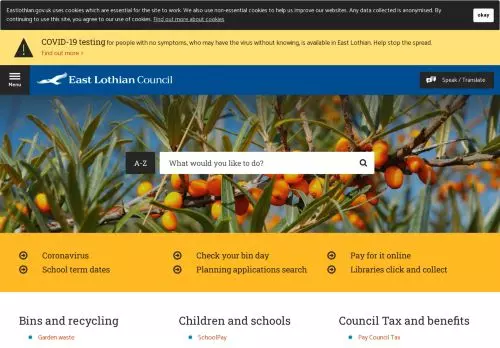 Eastlothian.gov.uk uses cookies which are essential for the site to work. We also use non-essential cookies to help us improve our websites. Any data collected is anonymised. By
continuing to use this site, you agree to our use of cookies. Find out more about cookies
okay
COVID-19 testing for people with no symptoms, who may have the virus without knowing, is available in East Lothian. Help stop the spread.
Find out more >
Menu
East Lothian Council
Speak / Translate
A-Z
What would you like to do?
Coronavirus
Check your bin day
Pay for it online
School term dates
Planning applications search
Libraries click and collect
Bins and recycling
Children and schools
Council Tax and benefits
Garden waste
SchoolPay
Pay Council Tax